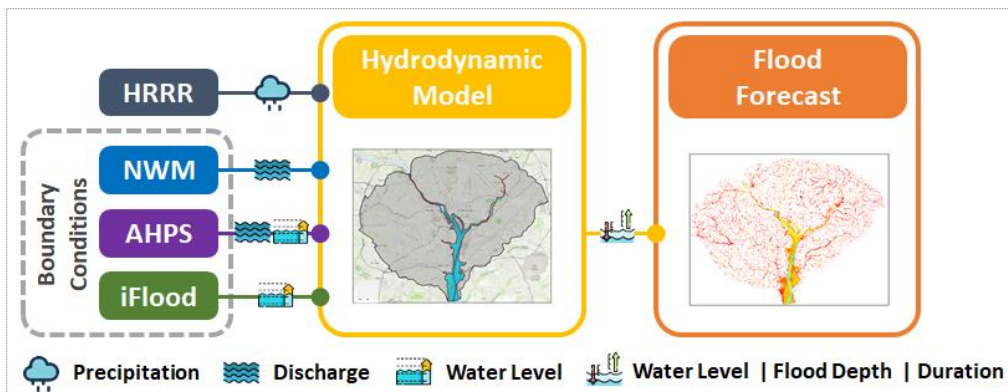 Hydrodynamic
Model
Flood
Forecast
HRRR
Boundary
Conditions
NWM
AHPS
iFlood
Precipitation
Discharge
Water Level
Water Level | Flood Depth | Duration